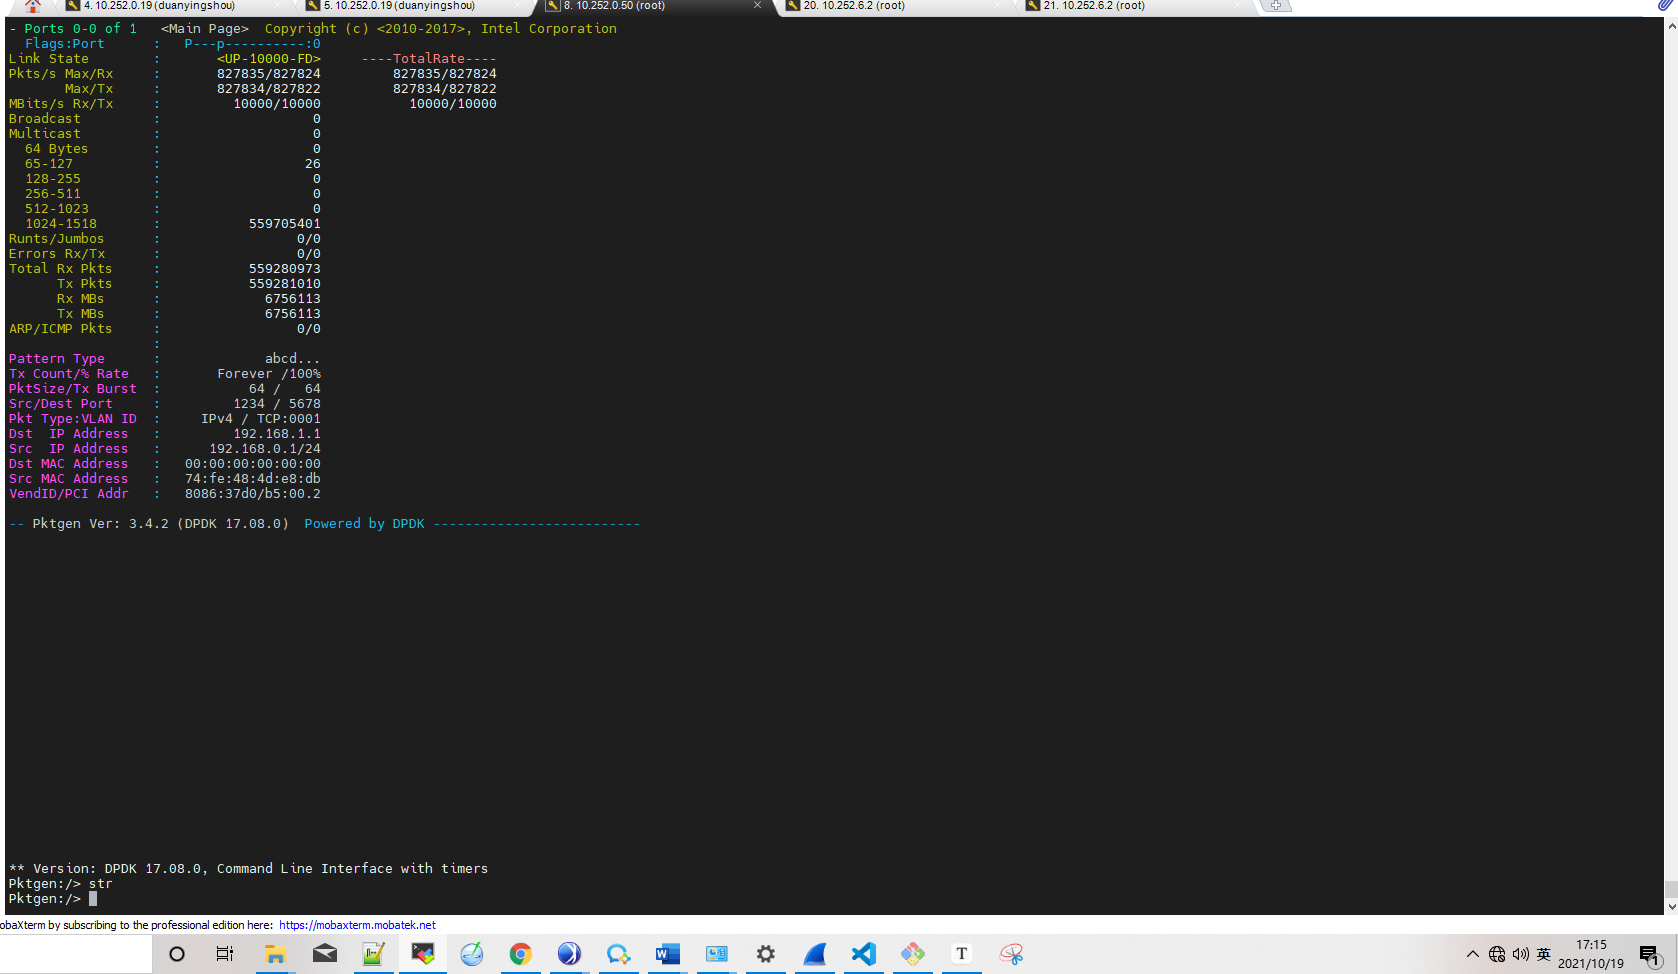 4. 10.252.0.19 (duanyingshou)
5. 10.252.0.19 (duanyingshou)
8. 10.252.0.50 (root)
20. 10.252.6.2 (root)
21. 10.252.6.2 (root)
- Ports 0-0 of 1   <Main Page>  Copyright (c) <2010-2017>, Intel Corporation
Flags:Port      :   P---p----------:0
Link State        :       <UP-10000-FD>     ----TotalRate----
Pkts/s Max/Rx     :       827835/827824         827835/827824
Max/Tx     :       827834/827822         827834/827822
MBits/s Rx/Tx     :         10000/10000           10000/10000
Broadcast         :                   0
Multicast         :                   0
64 Bytes        :                   0
65-127          :                  26
128-255         :                   0
256-511         :                   0
512-1023        :                   0
1024-1518       :           559705401
Runts/Jumbos      :                 0/0
Errors Rx/Tx      :                 0/0
Total Rx Pkts     :           559280973
Tx Pkts     :           559281010
Rx MBs      :             6756113
Tx MBs      :             6756113
ARP/ICMP Pkts     :                 0/0
:
Pattern Type      :             abcd...
Tx Count/% Rate   :       Forever /100%
PktSize/Tx Burst  :           64 /   64
Src/Dest Port     :         1234 / 5678
Pkt Type:VLAN ID  :     IPv4 / TCP:0001
Dst  IP Address   :         192.168.1.1
Src  IP Address   :      192.168.0.1/24
Dst MAC Address   :   00:00:00:00:00:00
Src MAC Address   :   74:fe:48:4d:e8:db
VendID/PCI Addr   :   8086:37d0/b5:00.2
-- Pktgen Ver: 3.4.2 (DPDK 17.08.0)  Powered by DPDK --------------------------
** Version: DPDK 17.08.0, Command Line Interface with timers
Pktgen:/> str
Pktgen:/>
obaXterm by subscribing to the professional edition here: https://mobaxterm.mobatek.net
T
英
17:15
2021/10/19
1